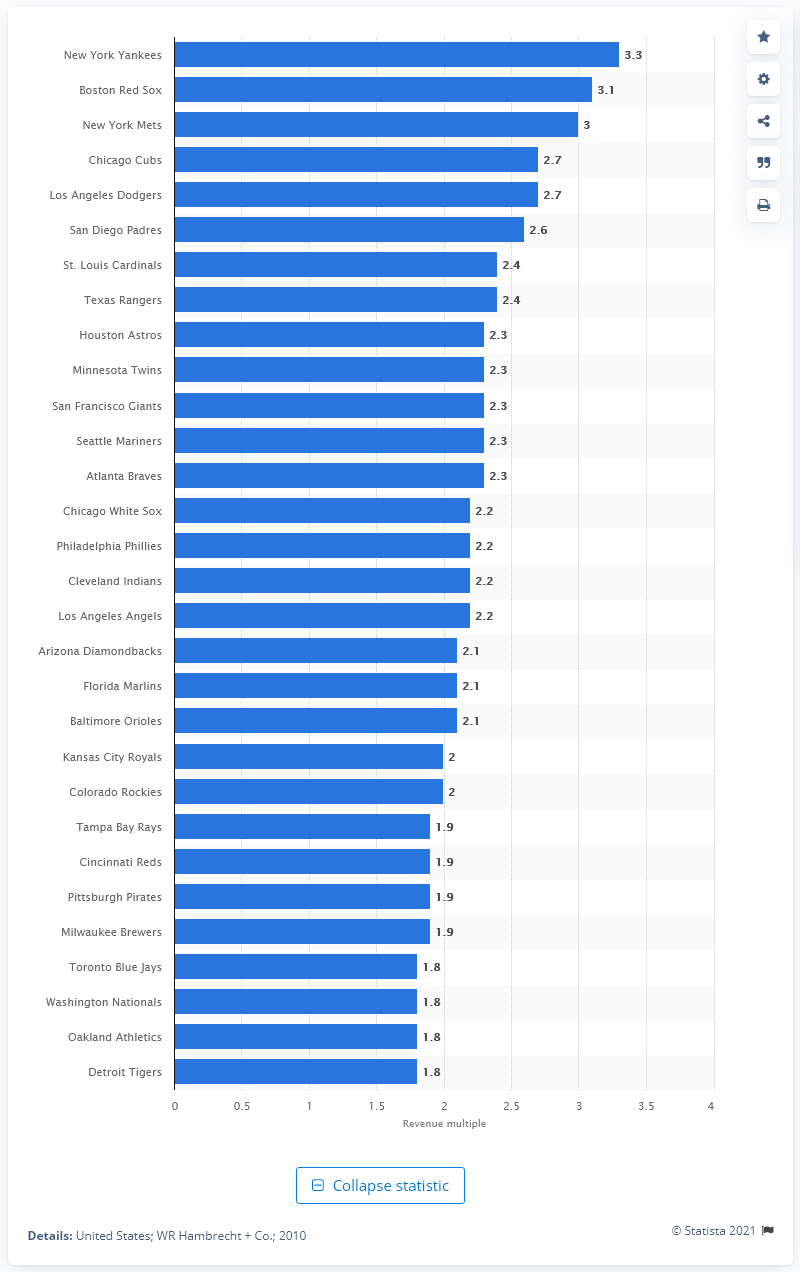 New York Yankees 3.3
Boston Red Sox 3.1
New York Mets 3
Chicago Cubs 2.7
Los Angeles Dodgers 2.7
San Diego Padres 2.6
St. Louis Cardinals 2.4
Texas Rangers 2.4
Houston Astros 2.3
Minnesota Twins 2.3
San Francisco Giants 2.3
Seattle Mariners 2.3
Atlanta Braves 2.3
Chicago White Sox 2.2
Philadelphia Phillies 2.2
Cleveland Indians 2.2
Los Angeles Angels 2.2
Arizona Diamondbacks 2.1
Florida Marlins 2.1
Baltimore Orioles 2.1
Kansas City Royals 2
Colorado Rockies 2
Tampa Bay Rays 1.9
Cincinnati Reds 1.9
Pittsburgh Pirates 1.9
Milwaukee Brewers 1.9
Toronto Blue Jays 1.8
Washington Nationals 1.8
Oakland Athletics 1.8
Detroit Tigers 1.8
0 0.5 1 1.5 2 2.5 3 3.5 4
Revenue multiple
Collapse statistic
Details: United States; WR Hambrecht + Co.; 2010
© Statista 2021